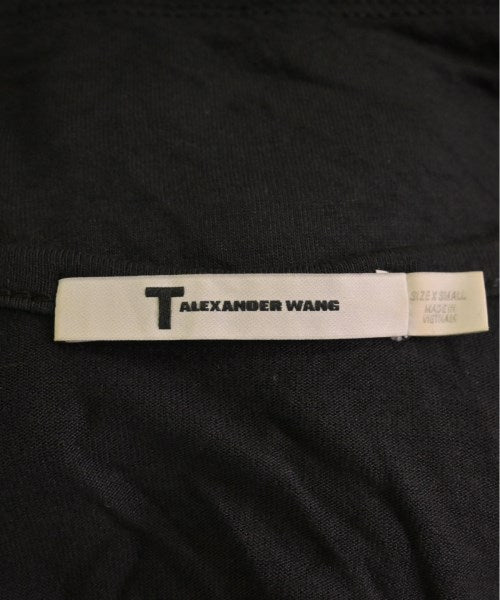 T ALEXANDER WANG
SIZE X SMALL
MADE IN
VIETNAM